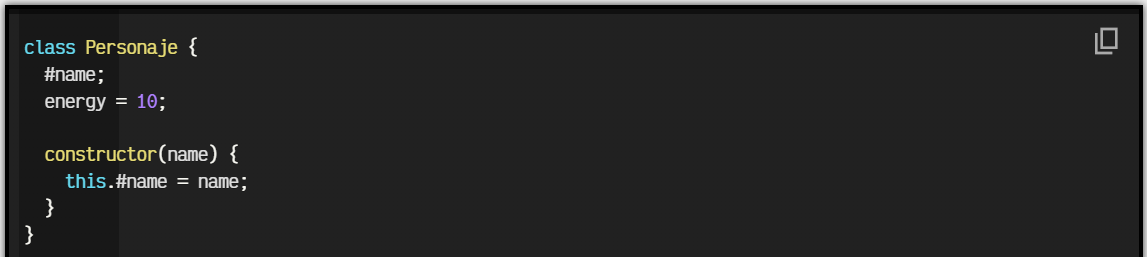 class Personaje {
  #name;
  energy = 10;

  constructor(name) {
    this.#name = name;
  }
}